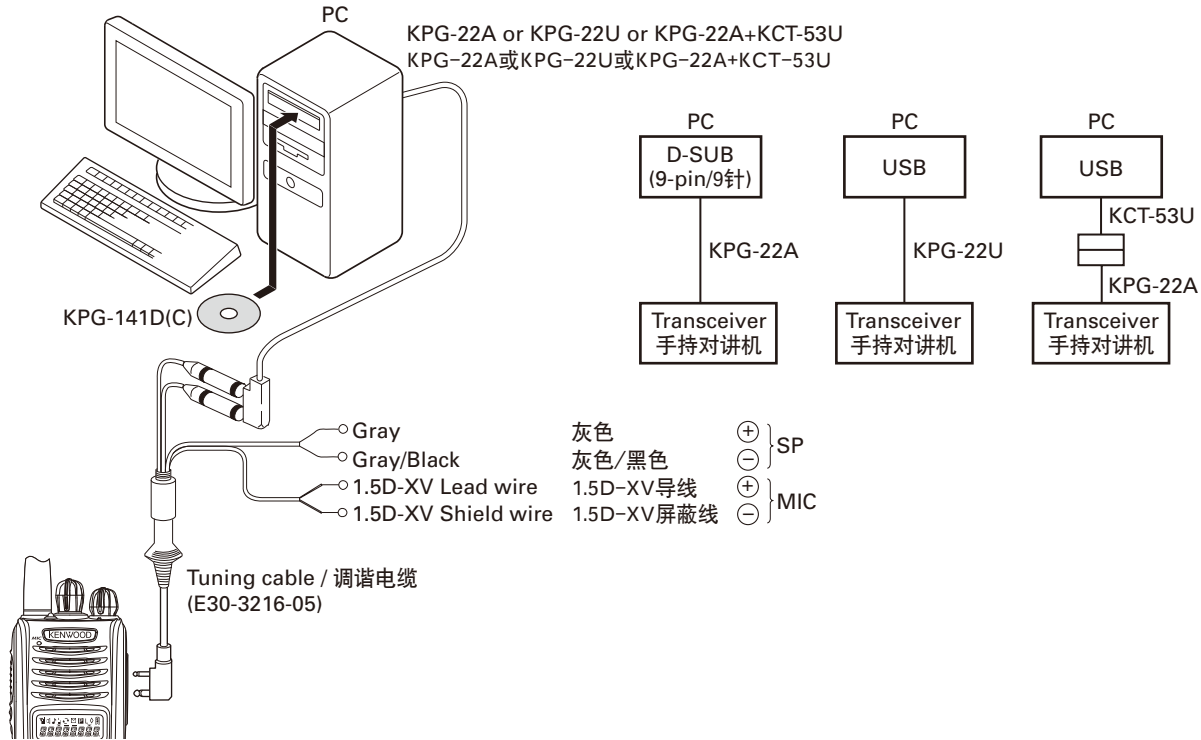 PC
KPG-22A or KPG-22U or KPG-22A+KCT-53U
KPG-22A或KPG-22U或KPG-22A+KCT-53U
KPG-141D(C)
PC
D-SUB
(9-pin/9针)
KPG-22A
Transceiver
手持对讲机
PC
USB
KPG-22U
Transceiver
手持对讲机
PC
USB
KCT-53U
KPG-22A
Transceiver
手持对讲机
Gray 灰色 ⊕
Gray/Black 灰色/黑色 ⊖
SP
1.5D-XV Lead wire 1.5D-XV导线 ⊕
1.5D-XV Shield wire 1.5D-XV屏蔽线 ⊖
MIC
Tuning cable / 调谐电缆
(E30-3216-05)
MIC
KENWOOD